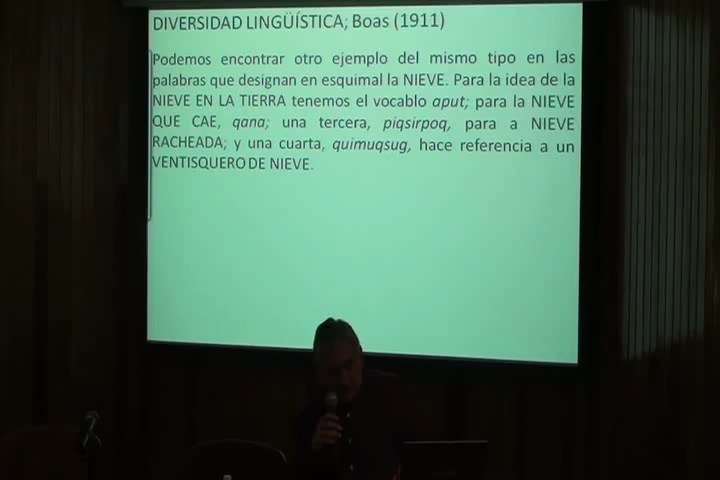 DIVERSIDAD LINGÜÍSTICA; Boas (1911)
Podemos encontrar otro ejemplo del mismo tipo en las
palabras que designan en esquimal la NIEVE. Para la idea de la
NIEVE EN LA TIERRA tenemos el vocablo aput; para la NIEVE
QUE CAE, qana; una tercera, piqsirpoq, para a NIEVE
RACHEADA; y una cuarta, quimuqsug, hace referencia a un
VENTISQUERO DE NIEVE.